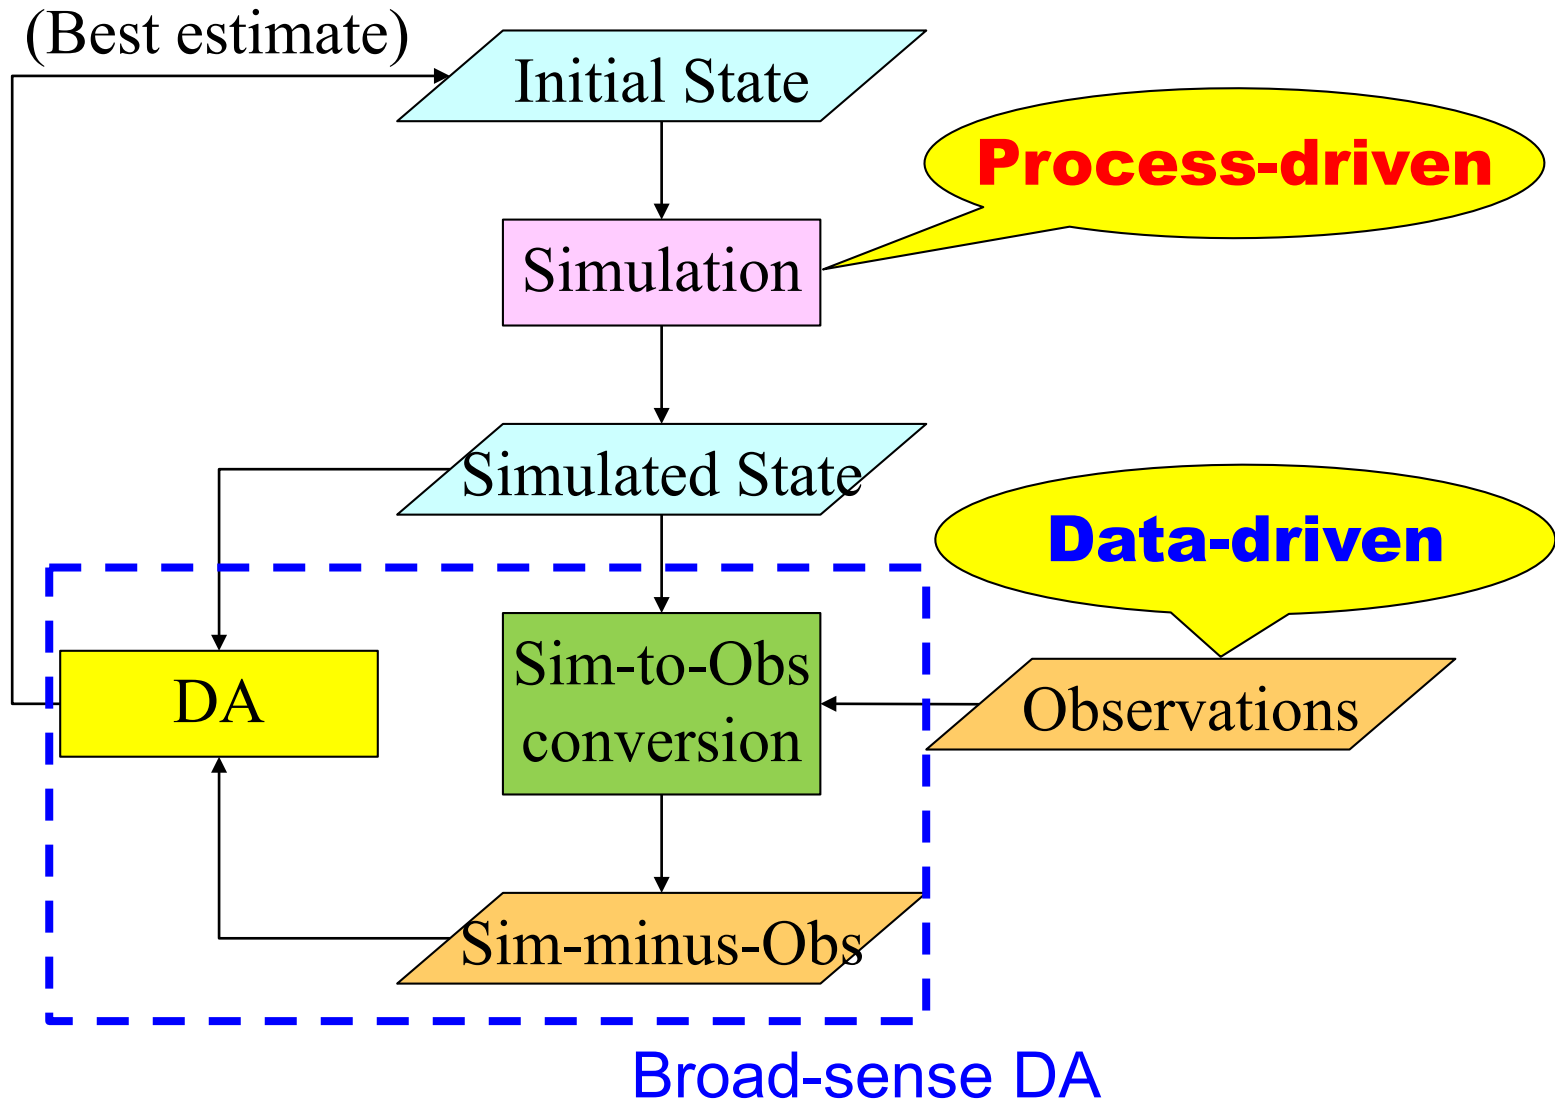 (Best estimate)
Initial State
Process-driven
Simulation
Simulated State
Data-driven
Sim-to-Obs
conversion
DA
Observations
Sim-minus-Obs
Broad-sense DA